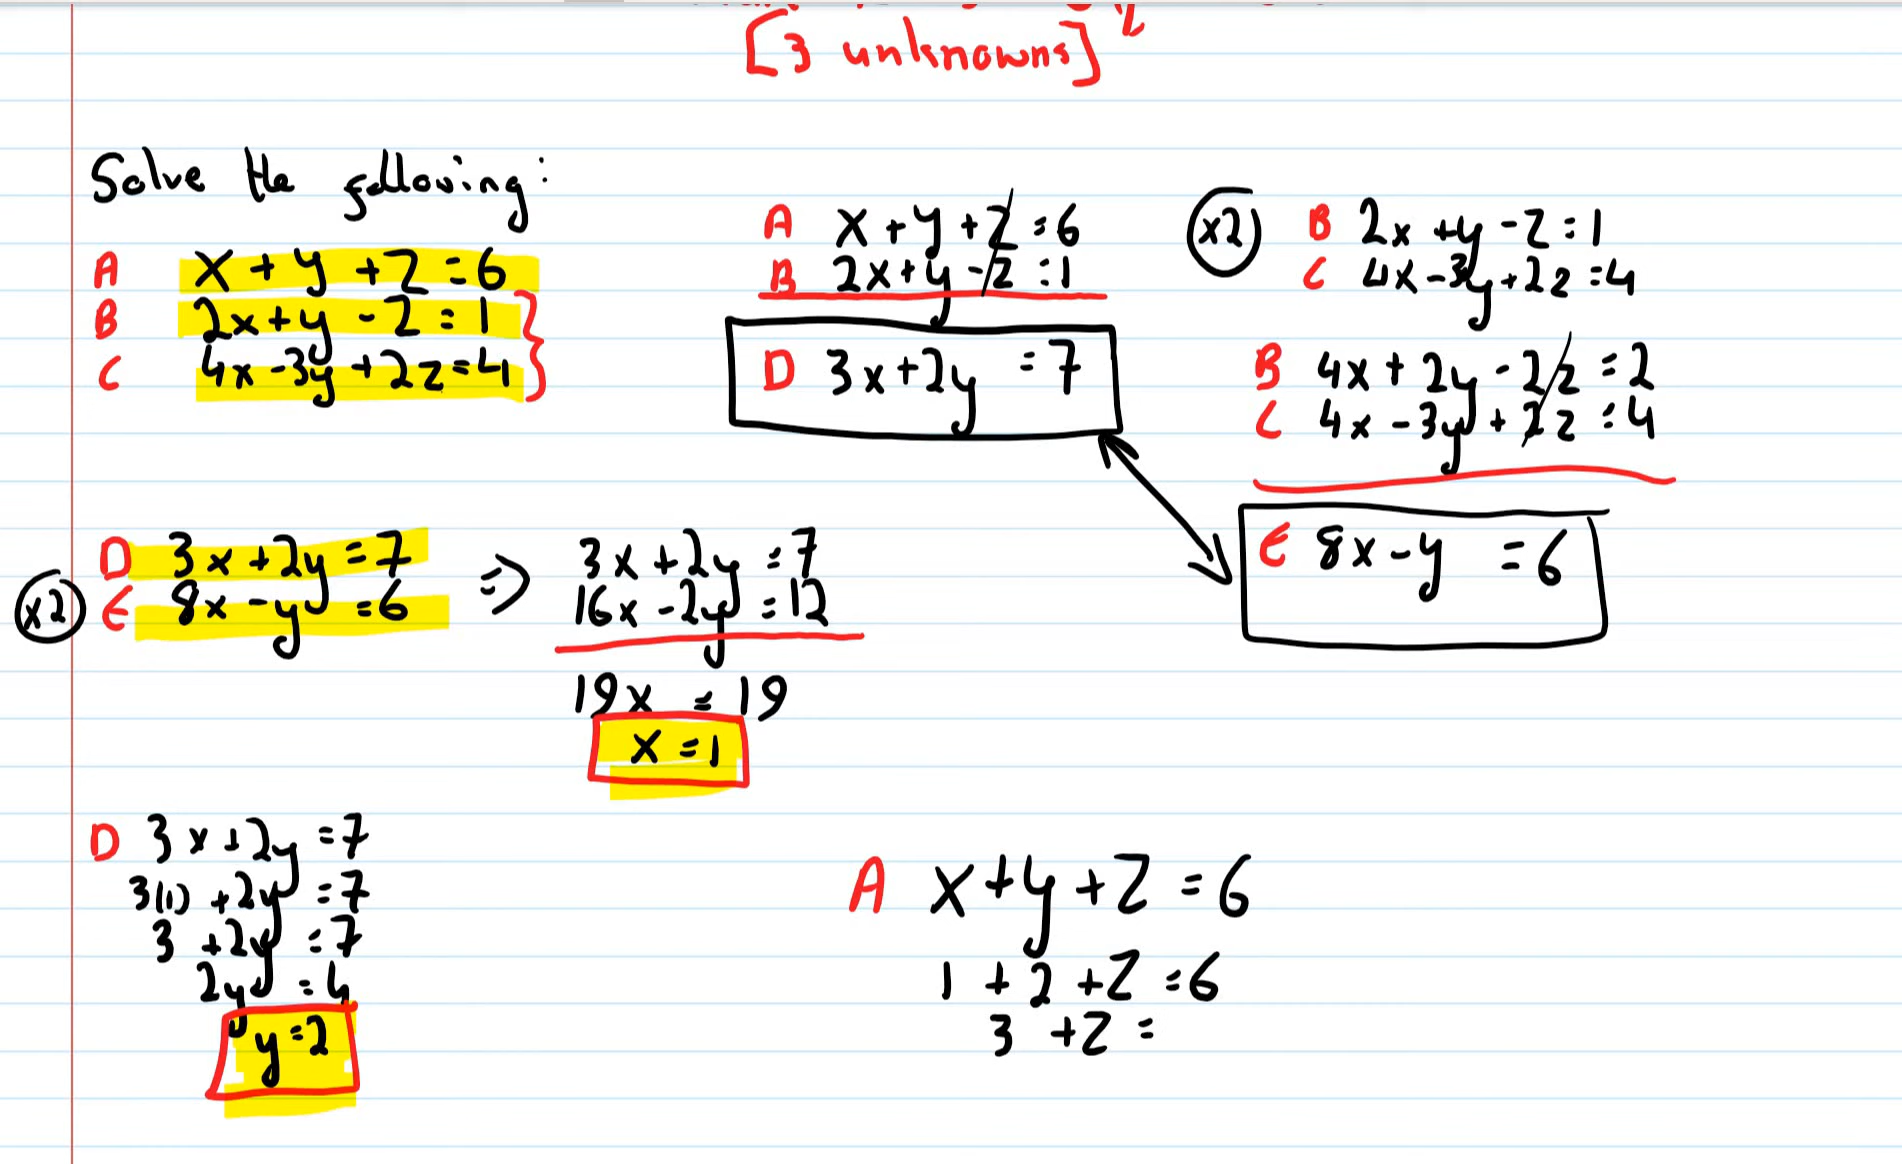 [3 unknowns]
Solve the following:
A x + y + z = 6
B 2x + y - z = 1
C 4x - 3y + 2z = 4
A x + y + z = 6
B 2x + y - z = 1
D 3x + 2y = 7
x2 B 2x + y - z = 1
C 4x - 3y + 2z = 4
B 4x + 2y - 2z = 2
C 4x - 3y + 2z = 4
E 8x - y = 6
D 3x + 2y = 7
x2 E 8x - y = 6
=> 3x + 2y = 7
16x - 2y = 12
19x = 19
x = 1
D 3x + 2y = 7
3(1) + 2y = 7
3 + 2y = 7
2y = 4
y = 2
A x + y + z = 6
1 + 2 + z = 6
3 + z =